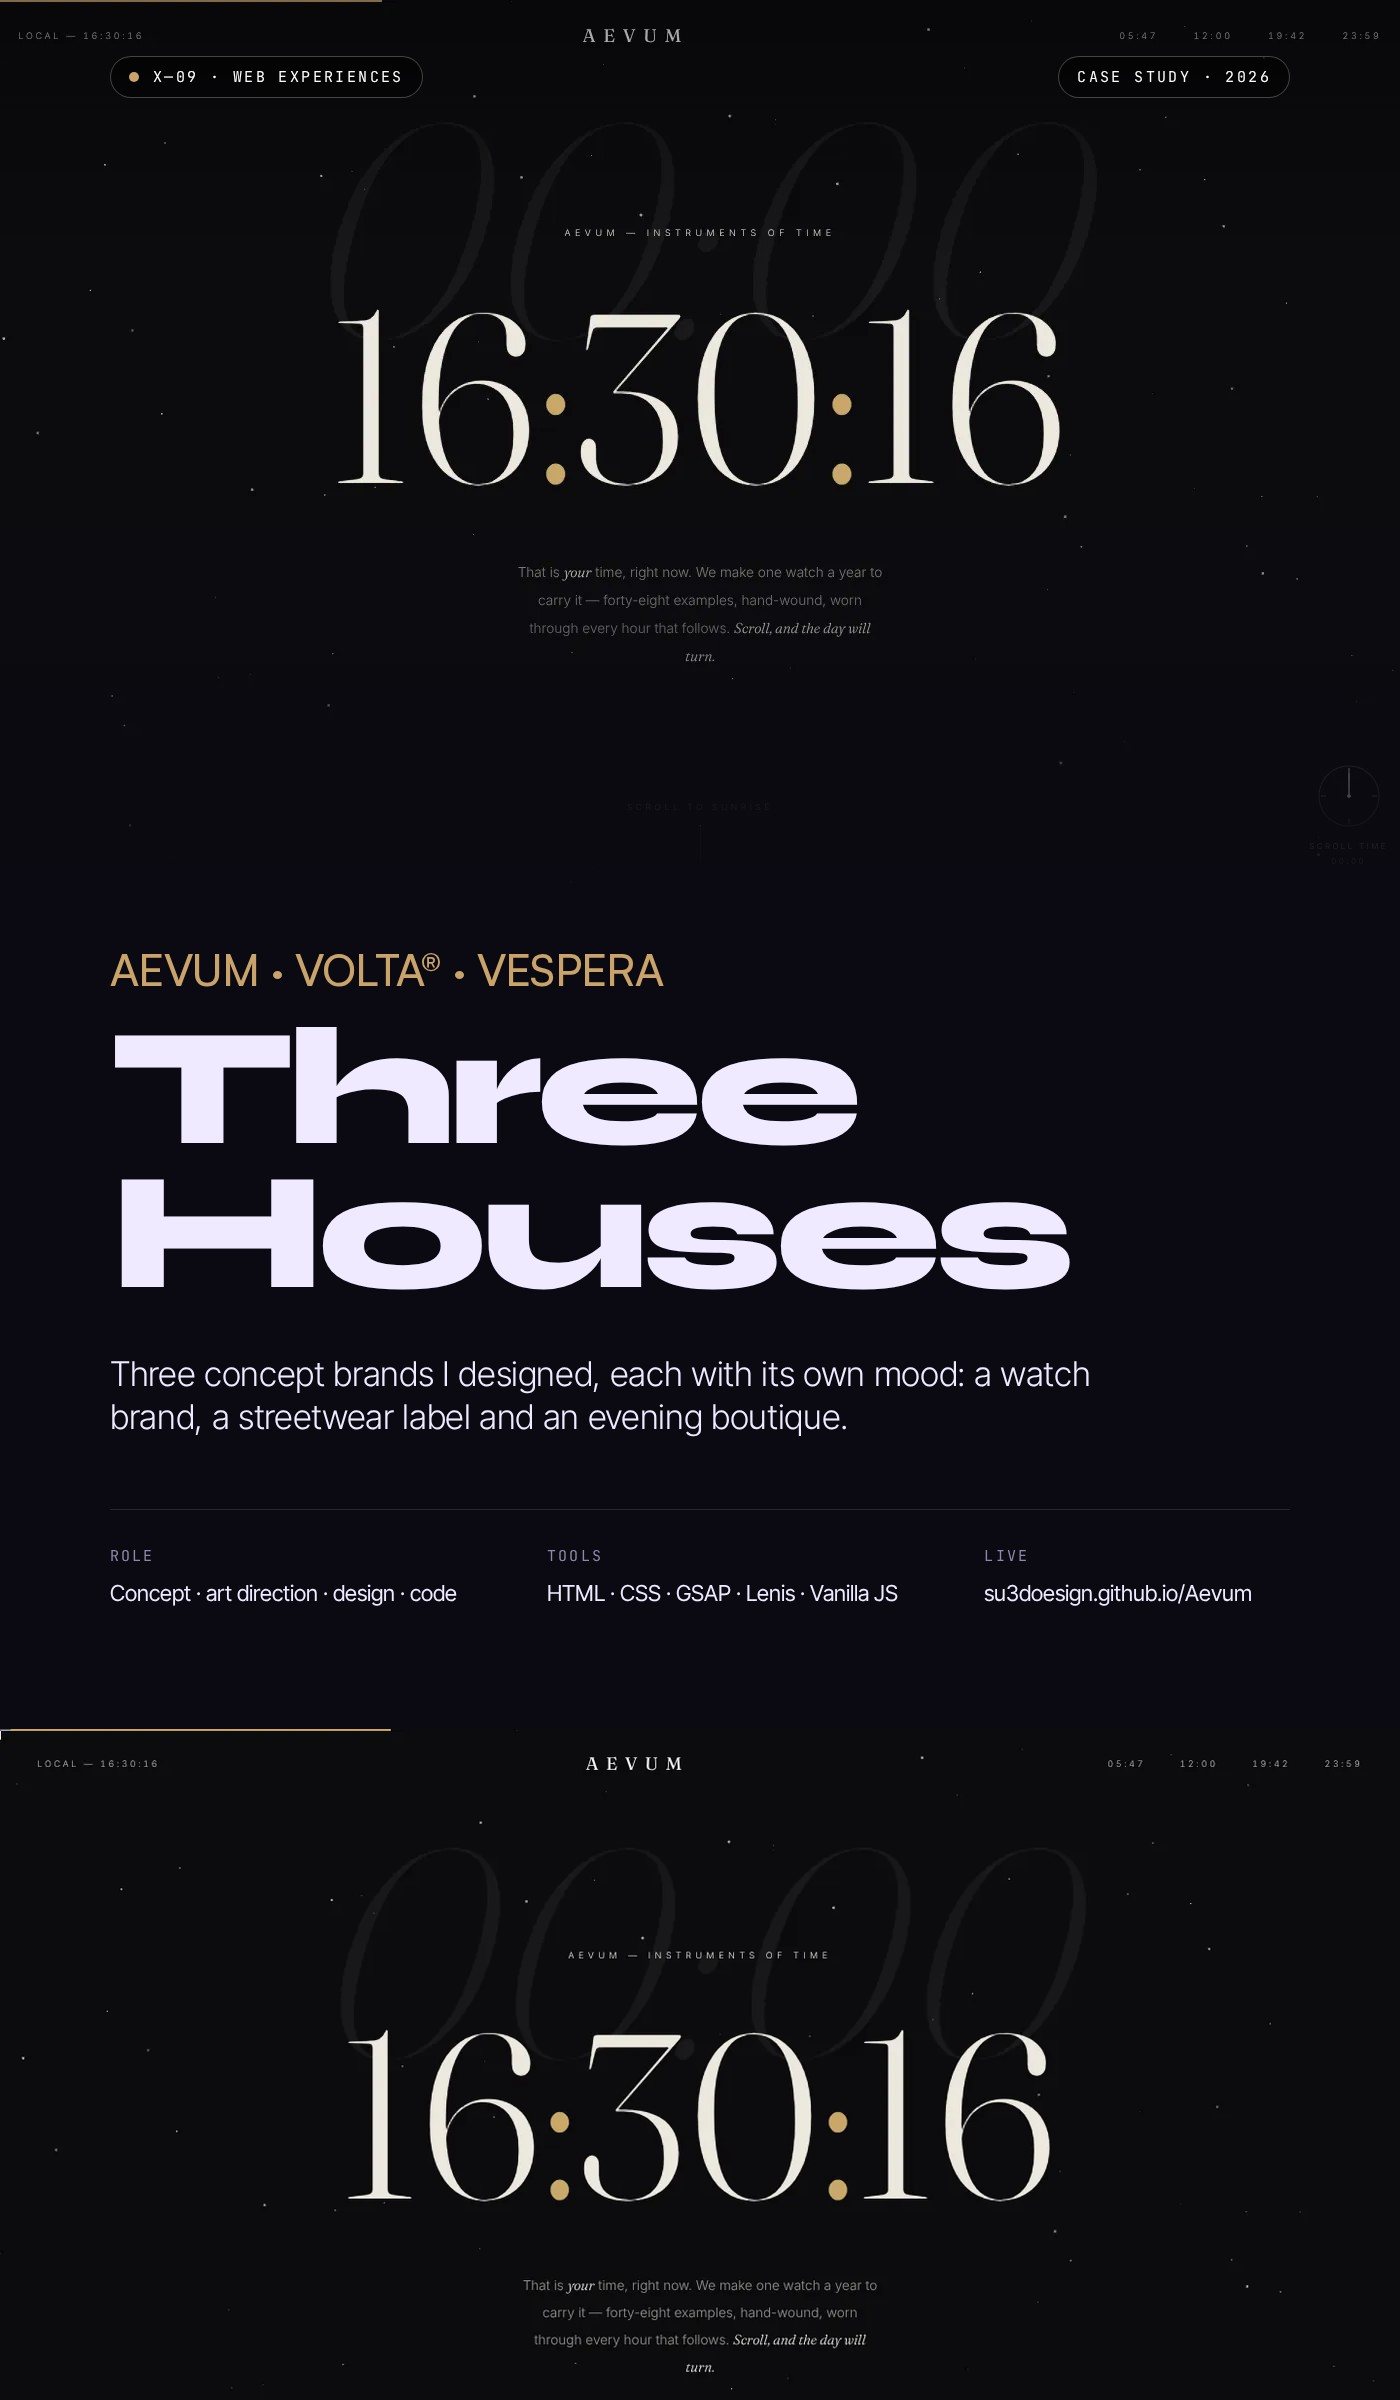 LOCAL — 16:30:16
AEVUM
05:47 12:00 19:42 23:59
X—09 · WEB EXPERIENCES
CASE STUDY · 2026
00:00
AEVUM — INSTRUMENTS OF TIME
16:30:16
That is your time, right now. We make one watch a year to
carry it — forty-eight examples, hand-wound, worn
through every hour that follows. Scroll, and the day will
turn.
SCROLL TO SUNRISE
SCROLL TIME
00:00
AEVUM · VOLTA® · VESPERA
Three
Houses
Three concept brands I designed, each with its own mood: a watch
brand, a streetwear label and an evening boutique.
ROLE
Concept · art direction · design · code
TOOLS
HTML · CSS · GSAP · Lenis · Vanilla JS
LIVE
su3doesign.github.io/Aevum
LOCAL — 16:30:16
AEVUM
05:47 12:00 19:42 23:59
00:00
AEVUM — INSTRUMENTS OF TIME
16:30:16
That is your time, right now. We make one watch a year to
carry it — forty-eight examples, hand-wound, worn
through every hour that follows. Scroll, and the day will
turn.